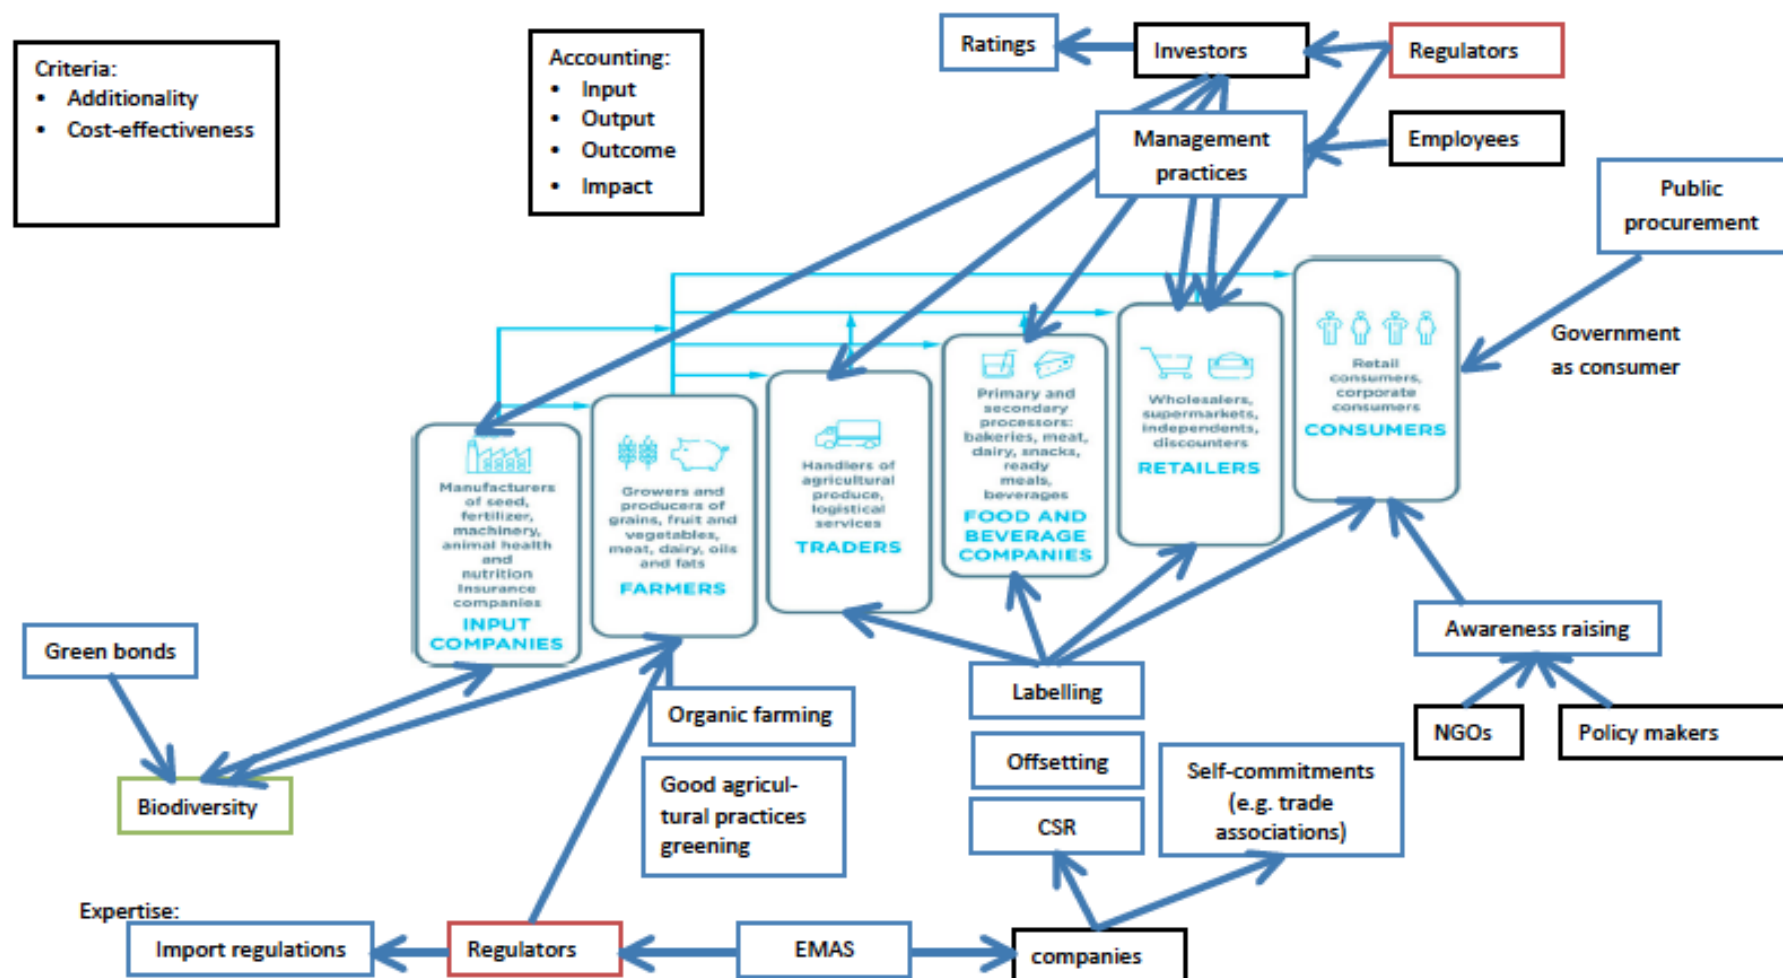 Criteria:
• Additionality
• Cost-effectiveness
Accounting:
• Input
• Output
• Outcome
• Impact
Ratings
Investors
Regulators
Management
practices
Employees
Public
procurement
Government
as consumer
Manufacturers
of seed,
fertilizer,
machinery,
animal health
and
nutrition
Insurance
companies
INPUT
COMPANIES
Growers and
producers of
grains, fruit and
vegetables,
meat, dairy, oils
and fats
FARMERS
Handlers of
agricultural
produce,
logistical
services
TRADERS
Primary and
secondary
processors:
bakeries, meat,
dairy, snacks,
ready
meals,
beverages
FOOD AND
BEVERAGE
COMPANIES
Wholesalers,
supermarkets,
independents,
discounters
RETAILERS
Retail
consumers,
corporate
consumers
CONSUMERS
Green bonds
Biodiversity
Organic farming
Good agricul-
tural practices
greening
Labelling
Offsetting
CSR
Self-commitments
(e.g. trade
associations)
Awareness raising
NGOs
Policy makers
Expertise:
Import regulations
Regulators
EMAS
companies